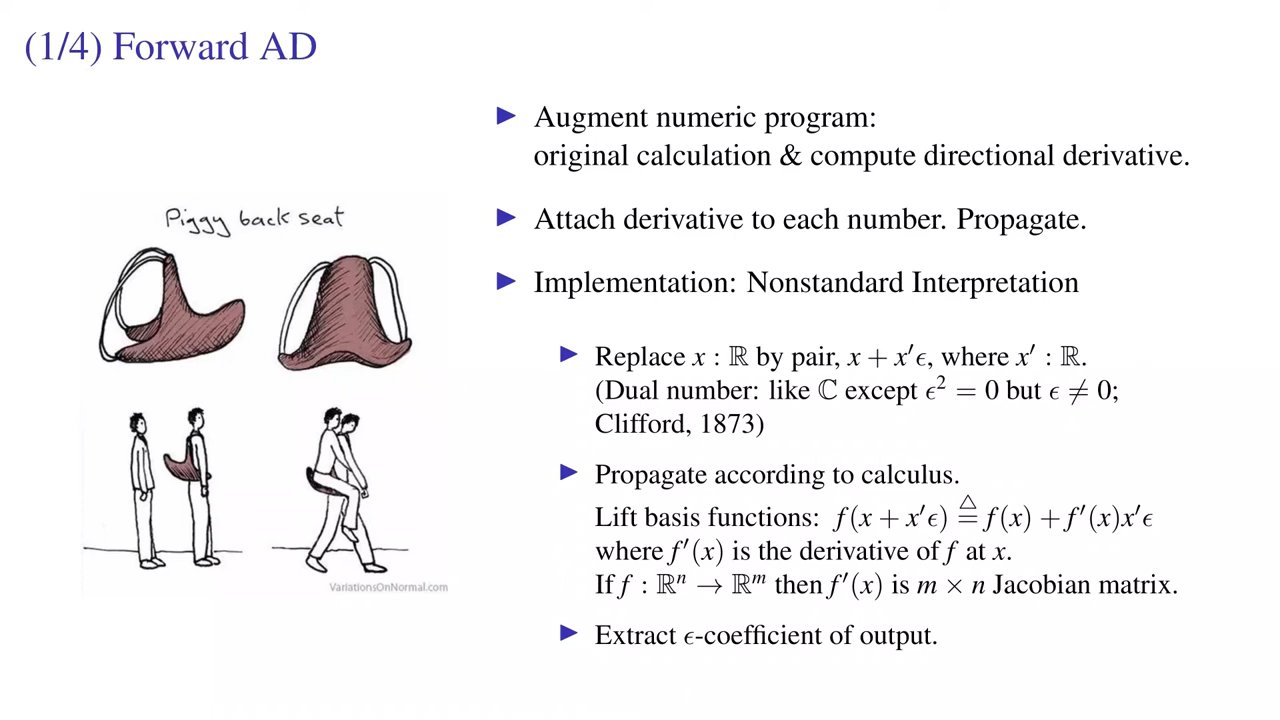 (1/4) Forward AD
Piggy back seat
VariationsOnNormal.com
▶ Augment numeric program:
original calculation & compute directional derivative.
▶ Attach derivative to each number. Propagate.
▶ Implementation: Nonstandard Interpretation
▶ Replace x : ℝ by pair, x + x′ϵ, where x′ : ℝ.
(Dual number: like ℂ except ϵ² = 0 but ϵ ≠ 0;
Clifford, 1873)
▶ Propagate according to calculus.
Lift basis functions: f(x + x′ϵ) ≜ f(x) + f′(x)x′ϵ
where f′(x) is the derivative of f at x.
If f : ℝⁿ → ℝᵐ then f′(x) is m × n Jacobian matrix.
▶ Extract ϵ-coefficient of output.